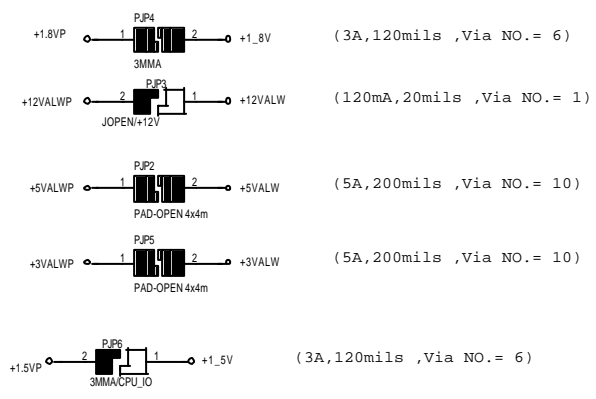 PJP4
+1.8VP 1 2 +1_8V (3A,120mils ,Via NO.= 6)
3MMA
PJP3
+12VALWP 2 1 +12VALW (120mA,20mils ,Via NO.= 1)
JOPEN/+12V
PJP2
+5VALWP 1 2 +5VALW (5A,200mils ,Via NO.= 10)
PAD-OPEN 4x4m
PJP5
+3VALWP 1 2 +3VALW (5A,200mils ,Via NO.= 10)
PAD-OPEN 4x4m
PJP6
+1.5VP 2 1 +1_5V (3A,120mils ,Via NO.= 6)
3MMA/CPU_IO